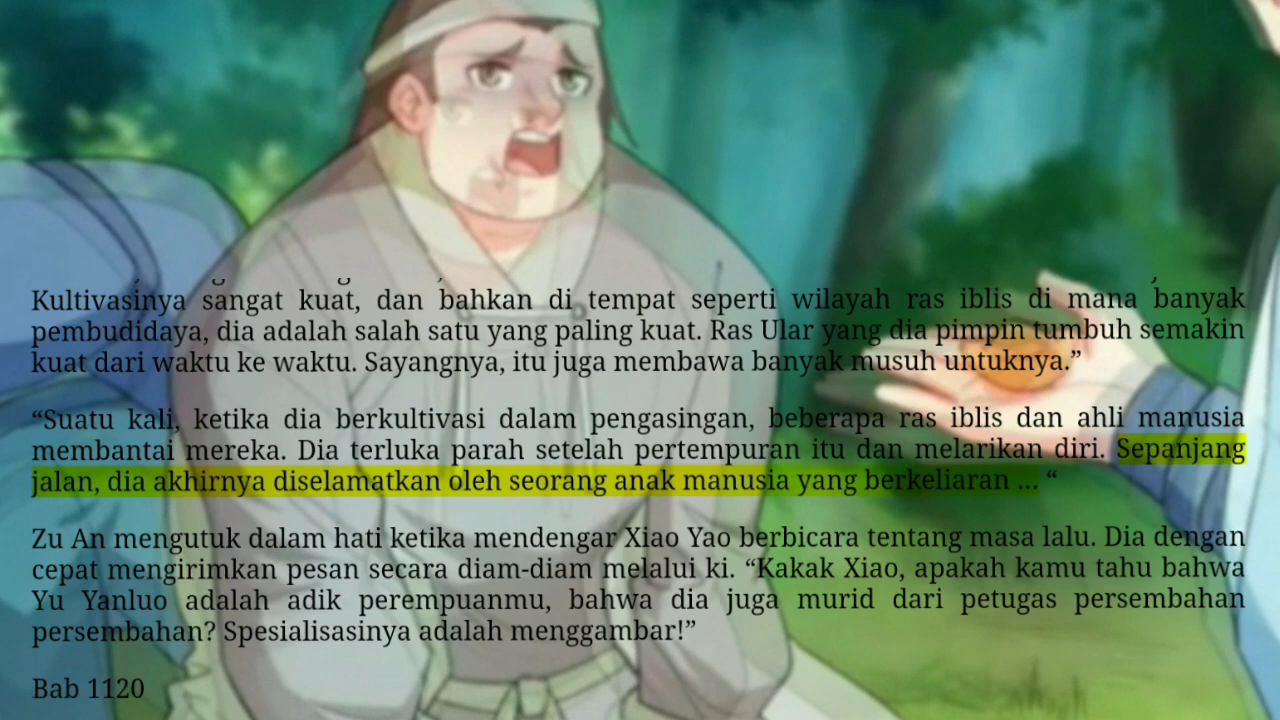 Kultivasinya sangat kuat, dan bahkan di tempat seperti wilayah ras iblis di mana banyak
pembudidaya, dia adalah salah satu yang paling kuat. Ras Ular yang dia pimpin tumbuh semakin
kuat dari waktu ke waktu. Sayangnya, itu juga membawa banyak musuh untuknya.”
“Suatu kali, ketika dia berkultivasi dalam pengasingan, beberapa ras iblis dan ahli manusia
membantai mereka. Dia terluka parah setelah pertempuran itu dan melarikan diri. Sepanjang
jalan, dia akhirnya diselamatkan oleh seorang anak manusia yang berkeliaran ... “
Zu An mengutuk dalam hati ketika mendengar Xiao Yao berbicara tentang masa lalu. Dia dengan
cepat mengirimkan pesan secara diam-diam melalui ki. “Kakak Xiao, apakah kamu tahu bahwa
Yu Yanluo adalah adik perempuanmu, bahwa dia juga murid dari petugas persembahan
persembahan? Spesialisasinya adalah menggambar!”
Bab 1120